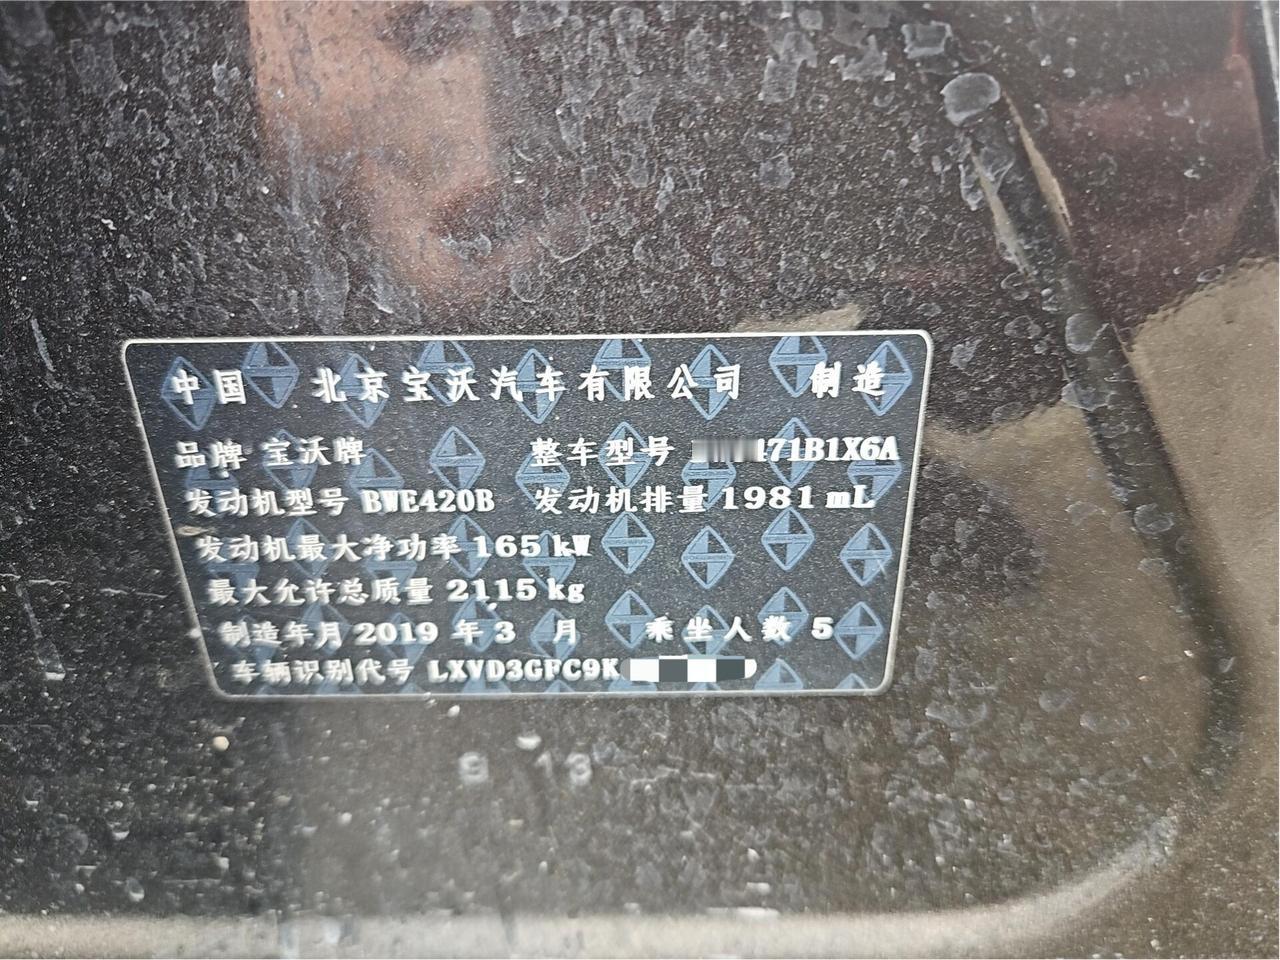 中国 北京宝沃汽车有限公司 制造
品牌 宝沃牌 整车型号 471B1X6A
发动机型号 BWE420B 发动机排量 1981 mL
发动机最大净功率 165 kW
最大允许总质量 2115 kg
制造年月 2019 年 3 月 乘坐人数 5
车辆识别代号 LXVD3GFC9K
9 13